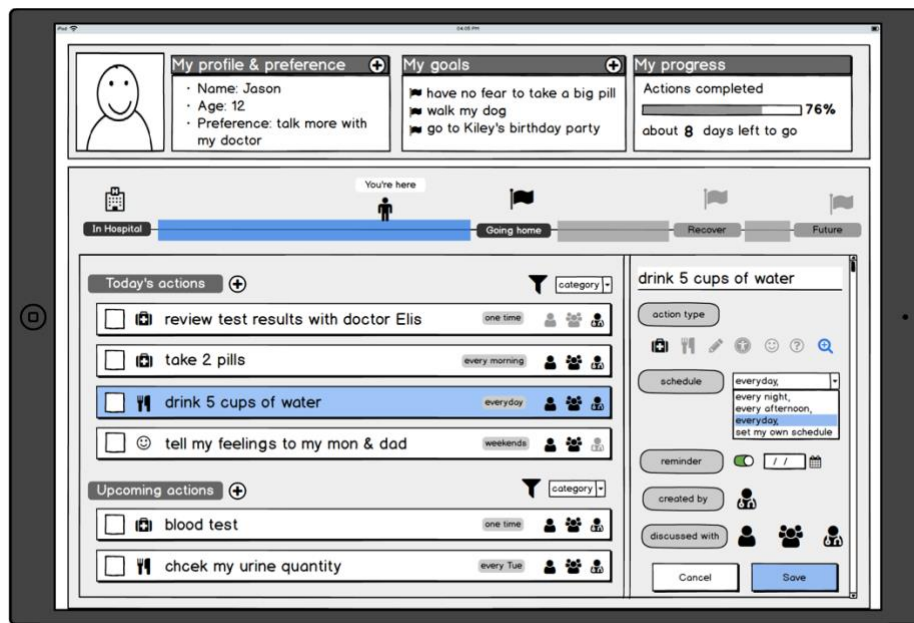 iPad
04:05 PM
My profile & preference
· Name: Jason
· Age: 12
· Preference: talk more with
my doctor
My goals
have no fear to take a big pill
walk my dog
go to Kiley's birthday party
My progress
Actions completed
76%
about 8 days left to go
You're here
In Hospital
Going home
Recover
Future
Today's actions
category
review test results with doctor Elis
one time
take 2 pills
every morning
drink 5 cups of water
everyday
tell my feelings to my mon & dad
weekends
Upcoming actions
category
blood test
one time
chcek my urine quantity
every Tue
drink 5 cups of water
action type
schedule
everyday,
every night,
every afternoon,
everyday,
set my own schedule
reminder
/ /
created by
discussed with
Cancel
Save